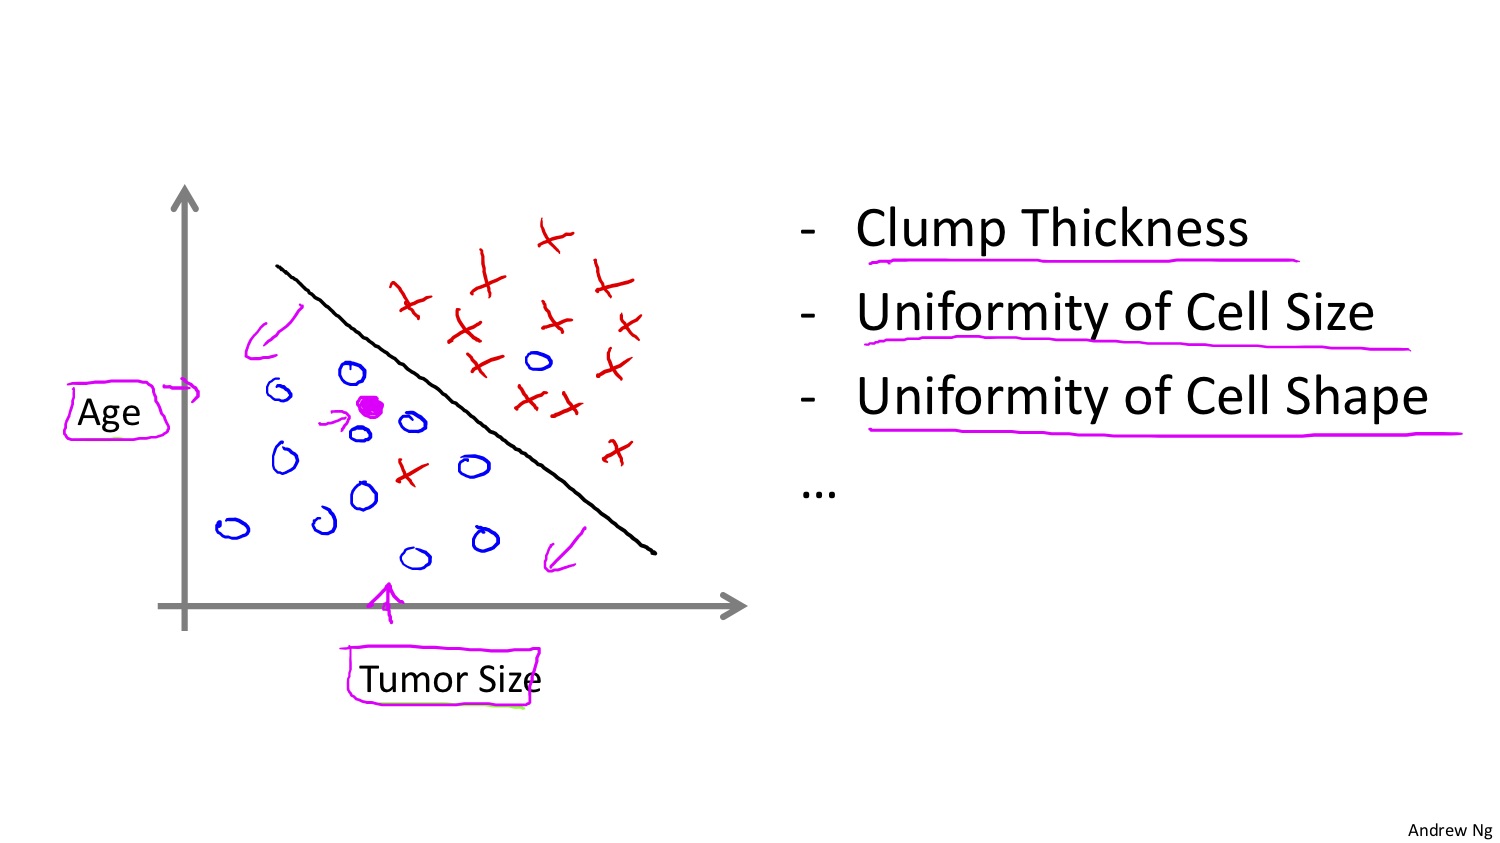 - Clump Thickness
- Uniformity of Cell Size
- Uniformity of Cell Shape
...
Age
Tumor Size
Andrew Ng